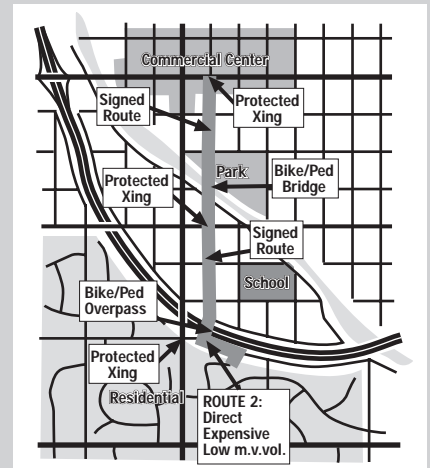 Commercial Center
Signed
Route
Protected
Xing
Park
Bike/Ped
Bridge
Protected
Xing
Signed
Route
School
Bike/Ped
Overpass
Protected
Xing
Residential
ROUTE 2:
Direct
Expensive
Low m.v.vol.